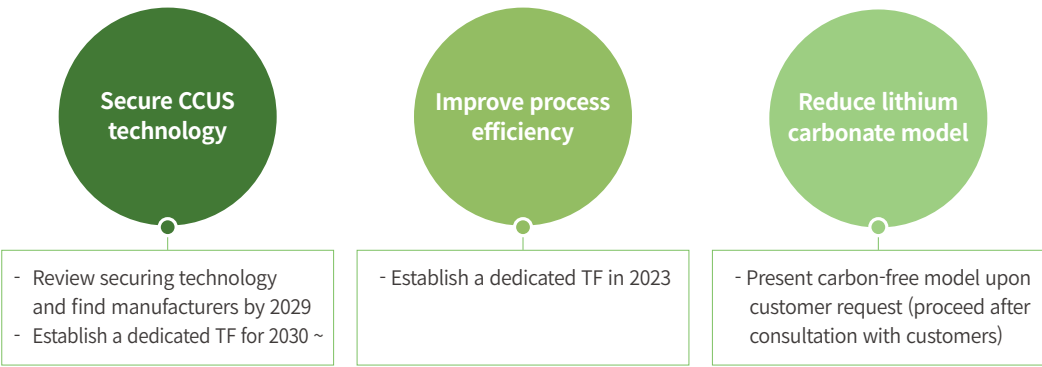 Secure CCUS
technology
Improve process
efficiency
Reduce lithium
carbonate model
- Review securing technology
and find manufacturers by 2029
- Establish a dedicated TF for 2030 ~
- Establish a dedicated TF in 2023
- Present carbon-free model upon
customer request (proceed after
consultation with customers)